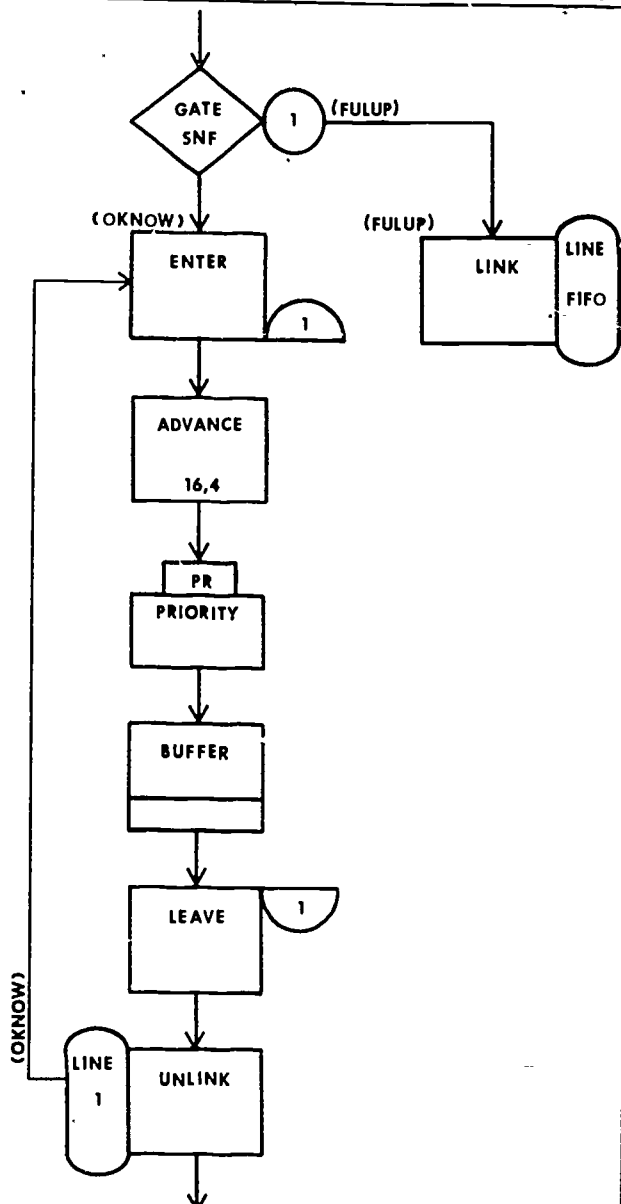 GATE
SNF
1
(FULUP)
(OKNOW)
ENTER
1
(FULUP)
LINK
LINE
FIFO
ADVANCE
16,4
PR
PRIORITY
BUFFER
LEAVE
1
(OKNOW)
LINE
1
UNLINK